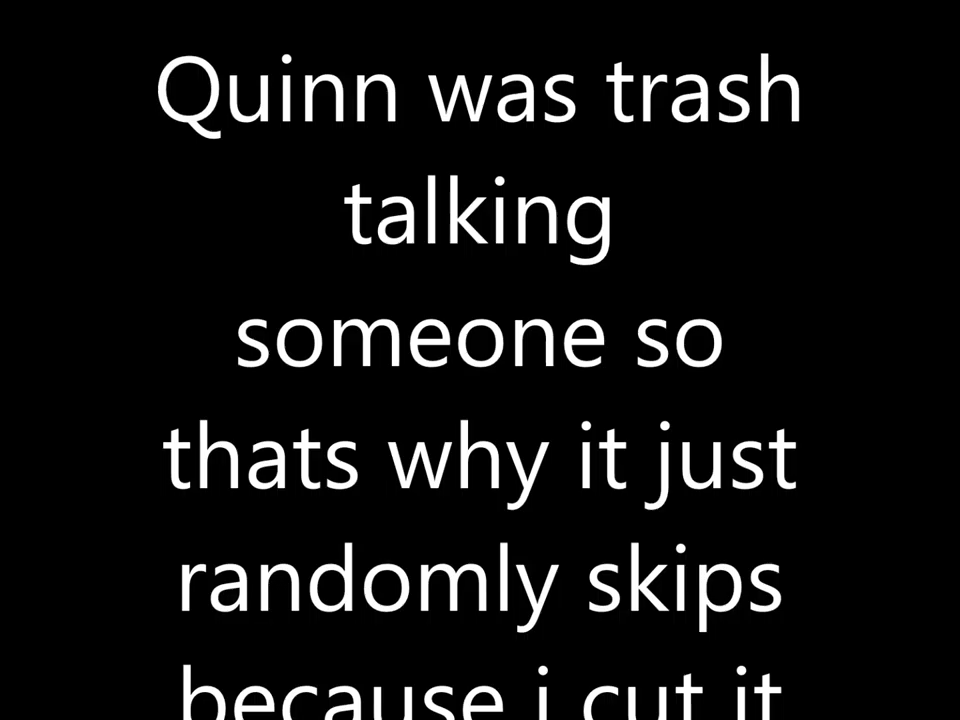 Quinn was trash
talking
someone so
thats why it just
randomly skips
because i cut it